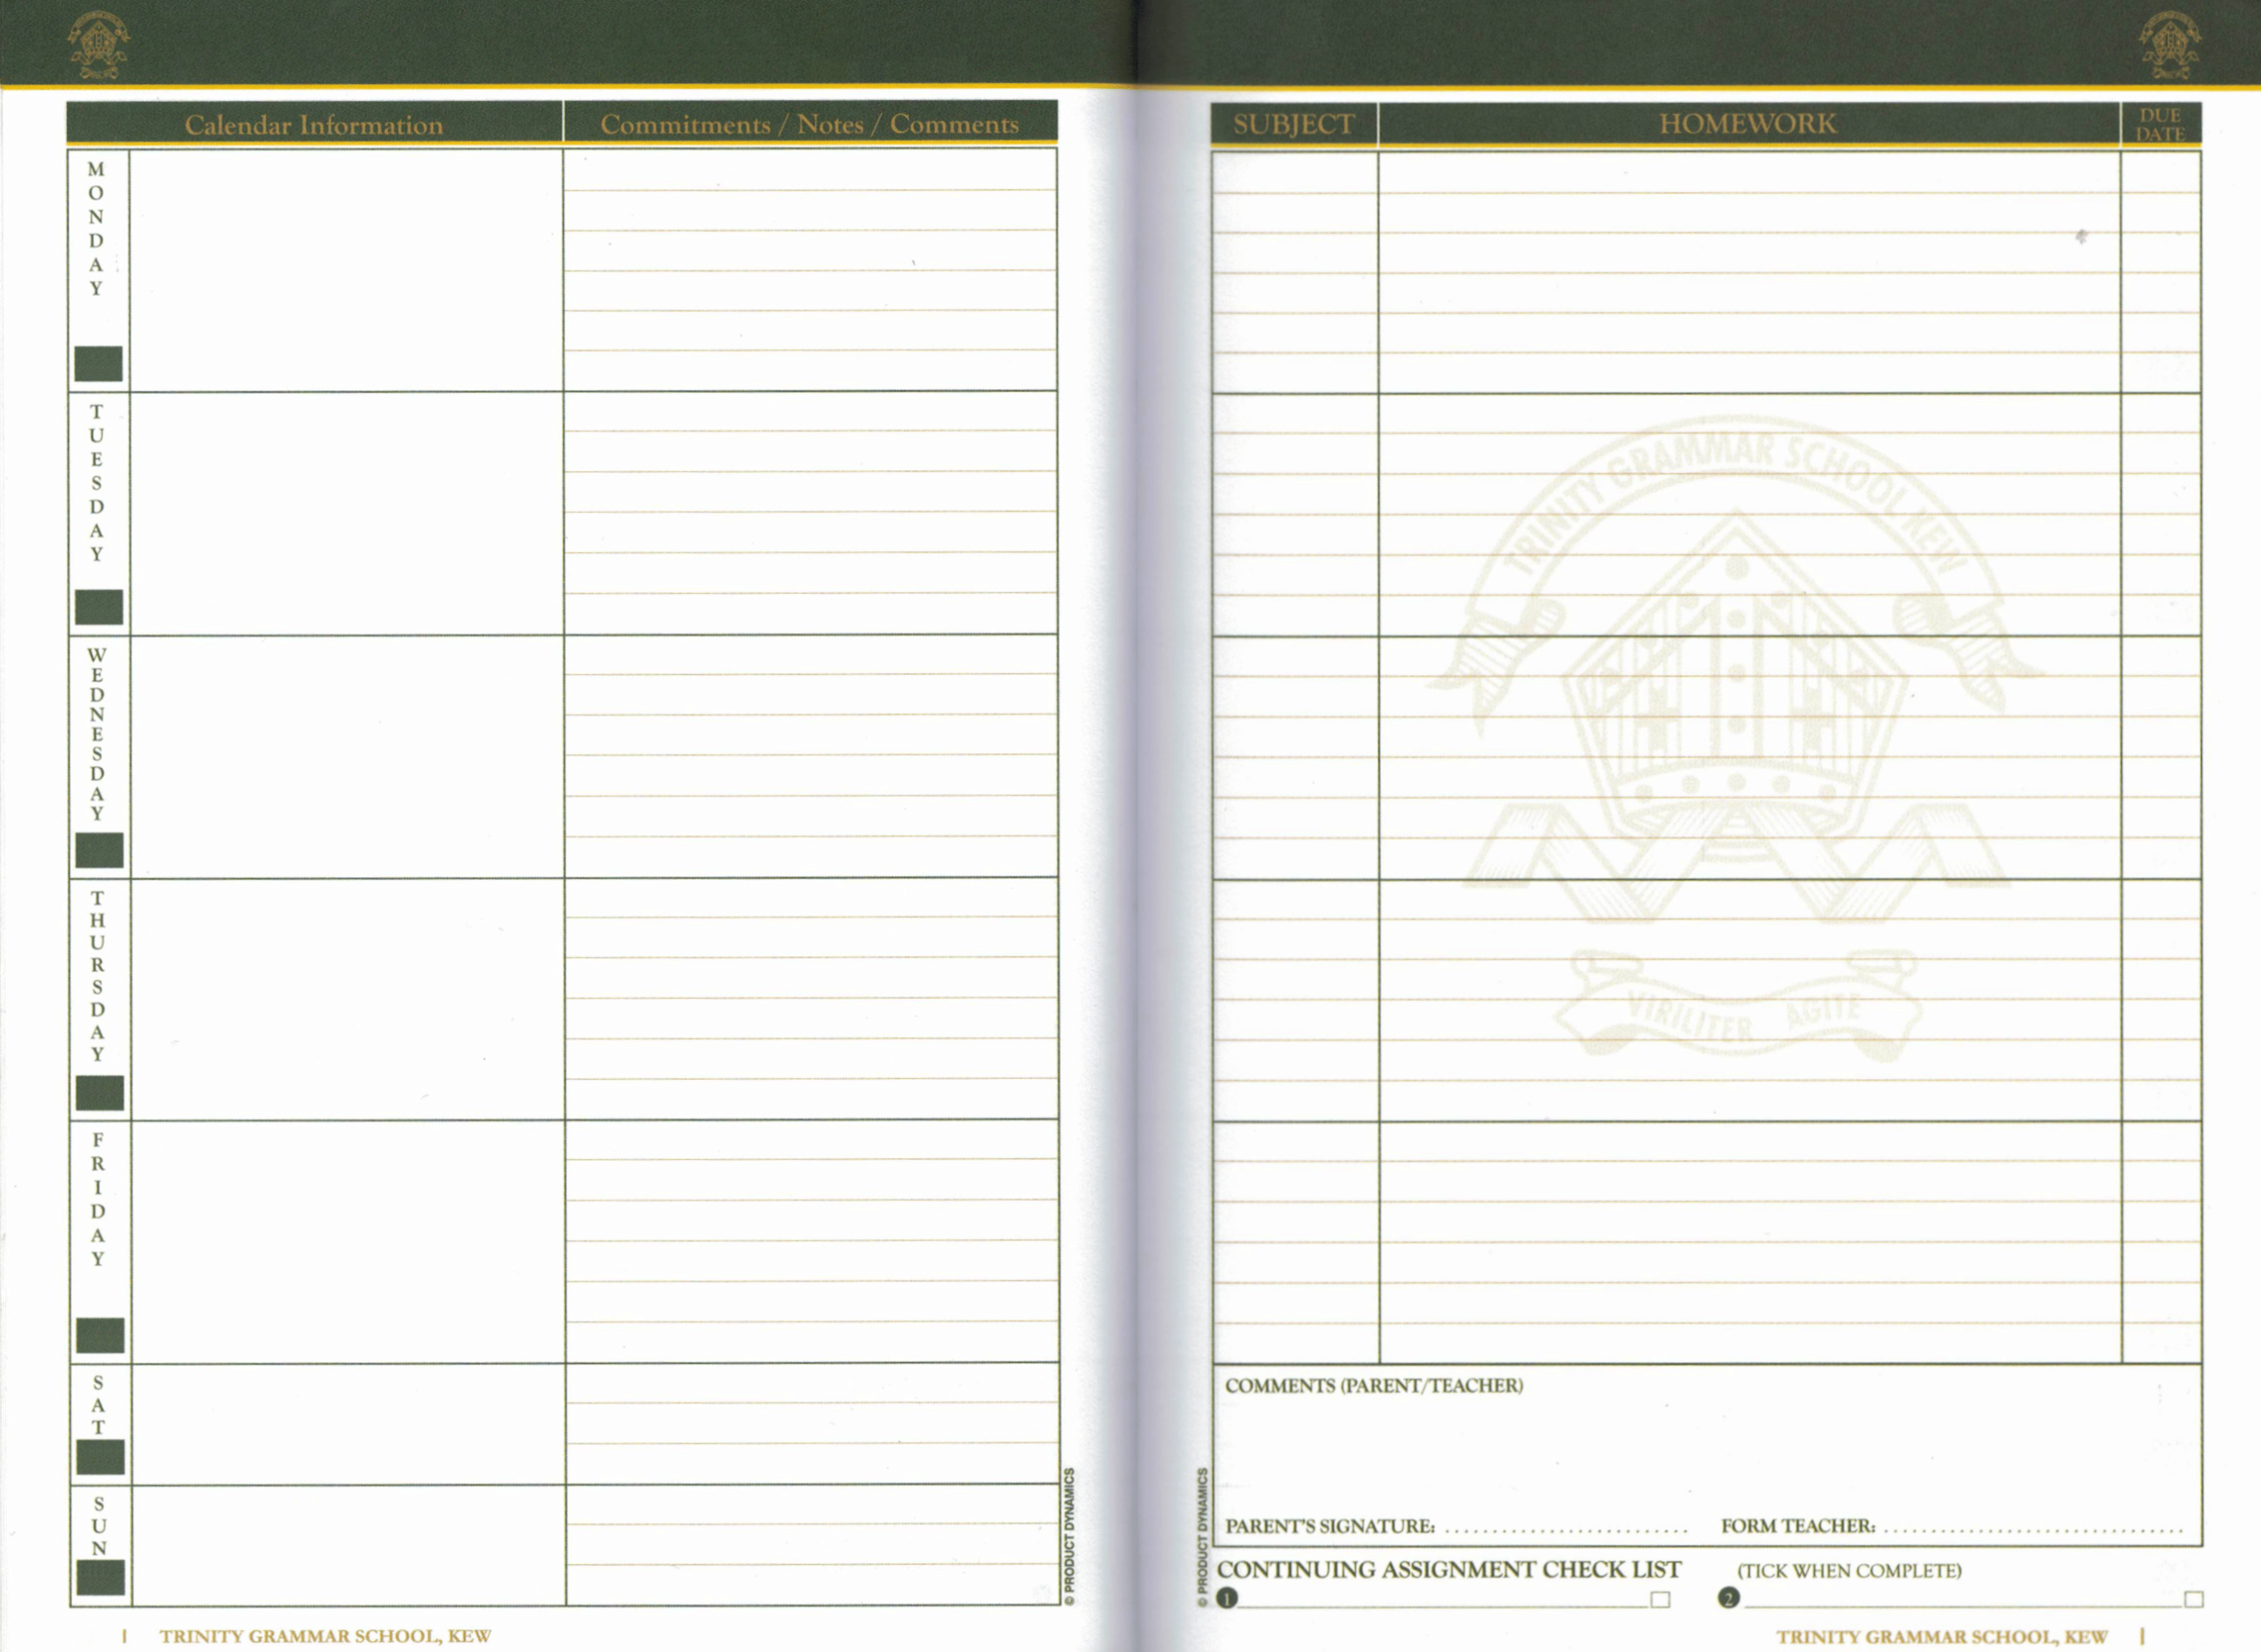 Calendar Information
Commitments / Notes / Comments
MONDAY
TUESDAY
WEDNESDAY
THURSDAY
FRIDAY
SAT
SUN
© PRODUCT DYNAMICS
| TRINITY GRAMMAR SCHOOL, KEW
SUBJECT
HOMEWORK
DUE
DATE
TRINITY GRAMMAR SCHOOL KEW
VIRILITER AGITE
COMMENTS (PARENT/TEACHER)
PARENT'S SIGNATURE: ..........................
FORM TEACHER: ................................
© PRODUCT DYNAMICS
CONTINUING ASSIGNMENT CHECK LIST (TICK WHEN COMPLETE)
1
2
TRINITY GRAMMAR SCHOOL, KEW |